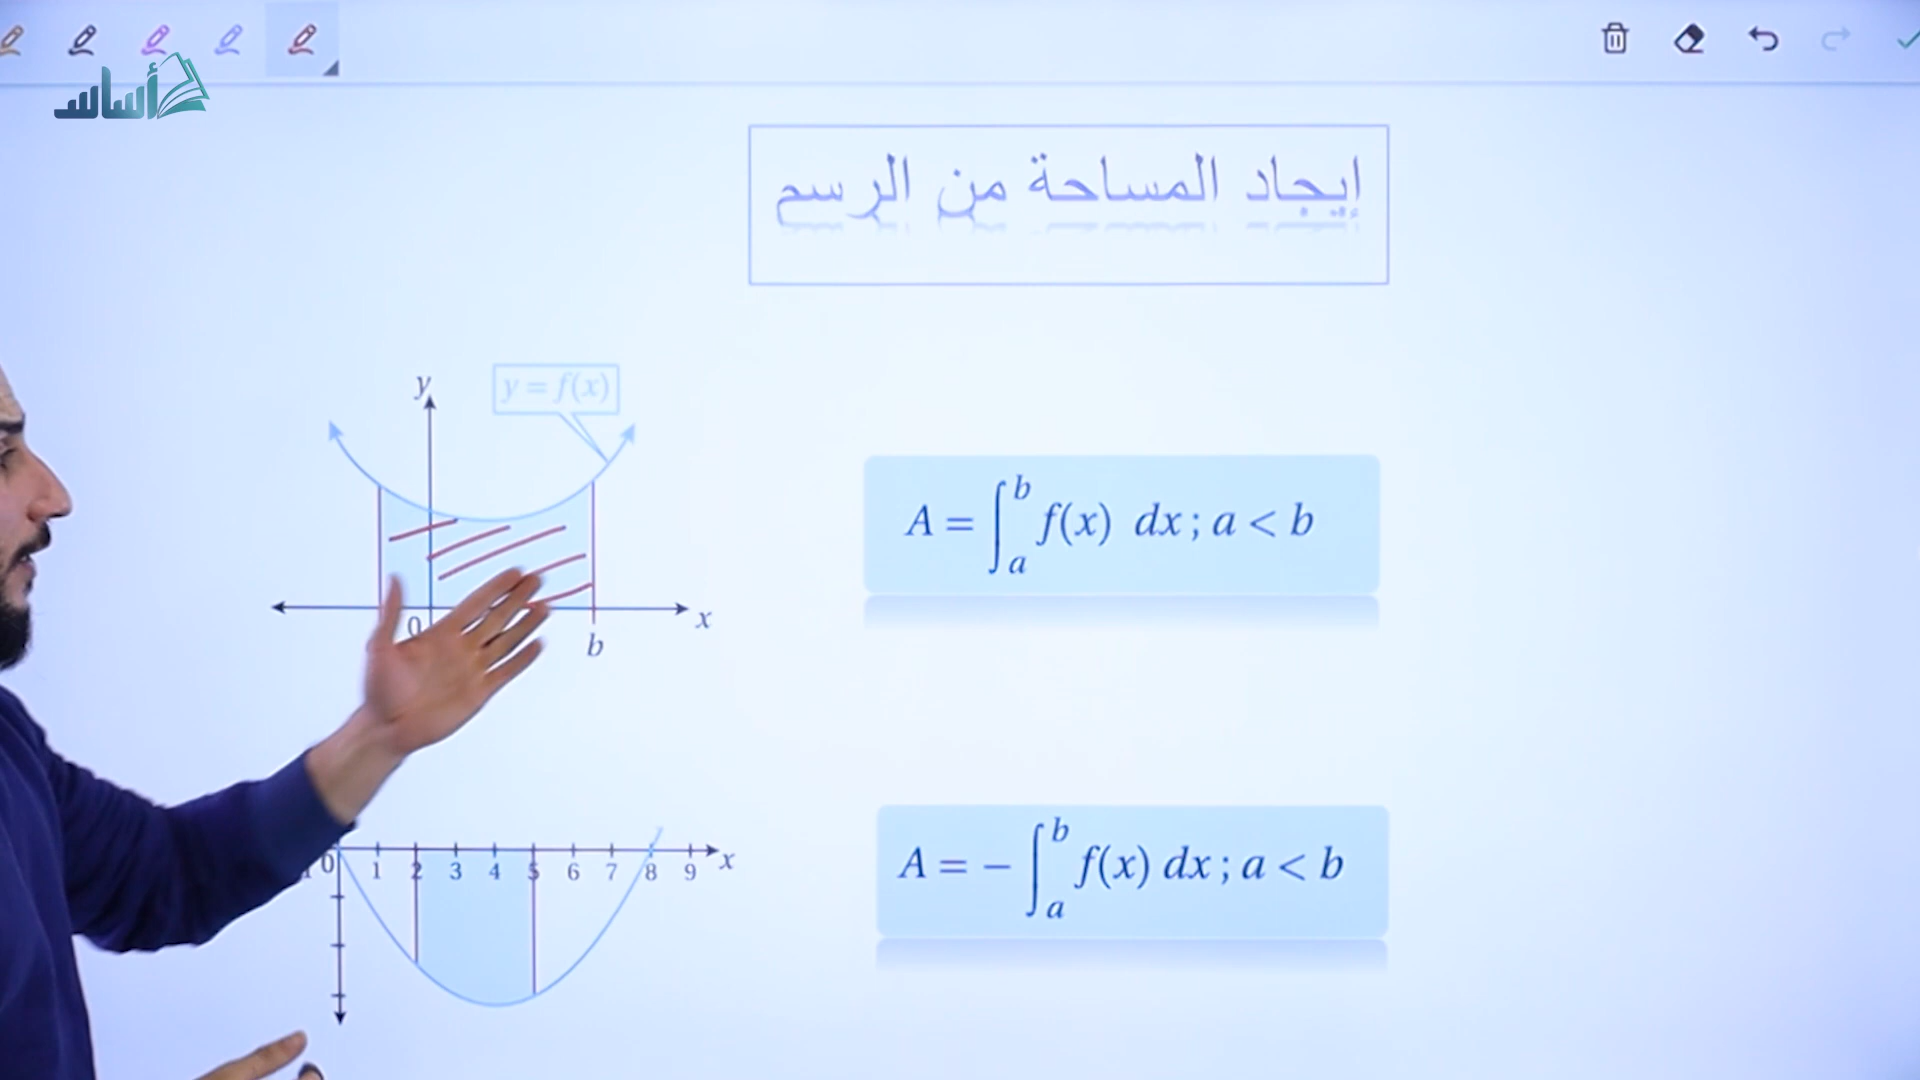 أساس
إيجاد المساحة من الرسم
y
y = f(x)
0
x
b
A = ∫_a^b f(x) dx ; a < b
0 1 2 3 4 5 6 7 8 9 x
A = − ∫_a^b f(x) dx ; a < b